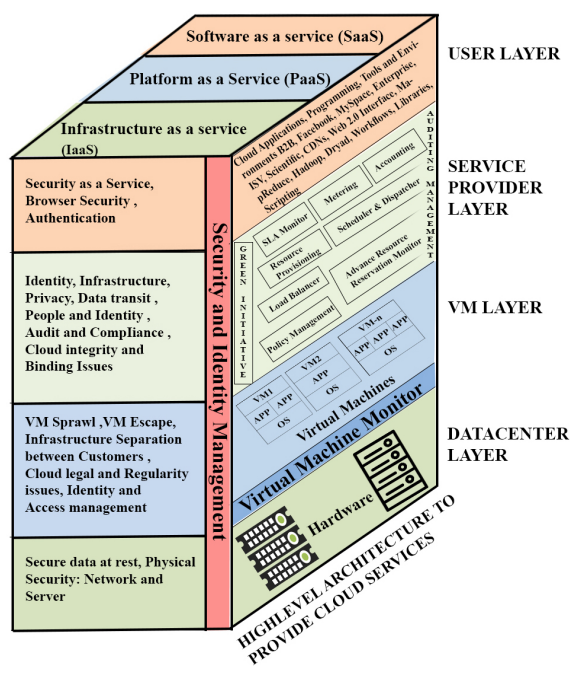 Software as a service (SaaS)
Platform as a Service (PaaS)
Infrastructure as a service
(IaaS)
Security as a Service,
Browser Security ,
Authentication
Identity, Infrastructure,
Privacy, Data transit ,
People and Identity ,
Audit and Compliance ,
Cloud integrity and
Binding Issues
VM Sprawl ,VM Escape,
Infrastructure Separation
between Customers ,
Cloud legal and Regularity
issues, Identity and
Access management
Secure data at rest, Physical
Security: Network and
Server
Security and Identity Management
Cloud Applications, Programming, Tools and Envi-
ronments B2B, Facebook, MySpace, Enterprise,
ISV, Scientific, CDNs, Web 2.0 Interface, Ma-
pReduce, Hadoop, Dryad, Workflows, Libraries,
Scripting
GREEN INITIATIVE
SLA Monitor
Metering
Accounting
Resource
Provisioning
Scheduler & Dispatcher
Load Balancer
Advance Resource
Reservation Monitor
Policy Management
AUDITING MANAGEMENT
VM1
APP APP
OS
VM2
APP
OS
VM-n
APP APP APP
OS
Virtual Machines
Virtual Machine Monitor
Hardware
HIGHLEVEL ARCHITECTURE TO
PROVIDE CLOUD SERVICES
USER LAYER
SERVICE
PROVIDER
LAYER
VM LAYER
DATACENTER
LAYER